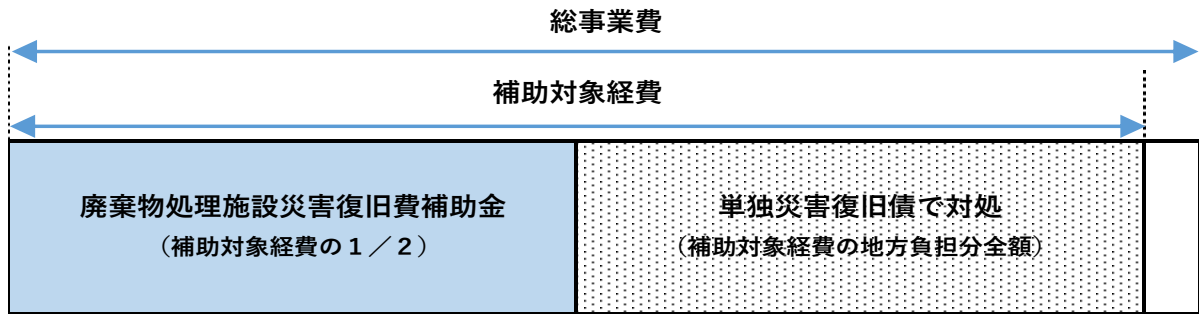 総事業費
補助対象経費
廃棄物処理施設災害復旧費補助金
（補助対象経費の１／２）
単独災害復旧債で対処
（補助対象経費の地方負担分全額）